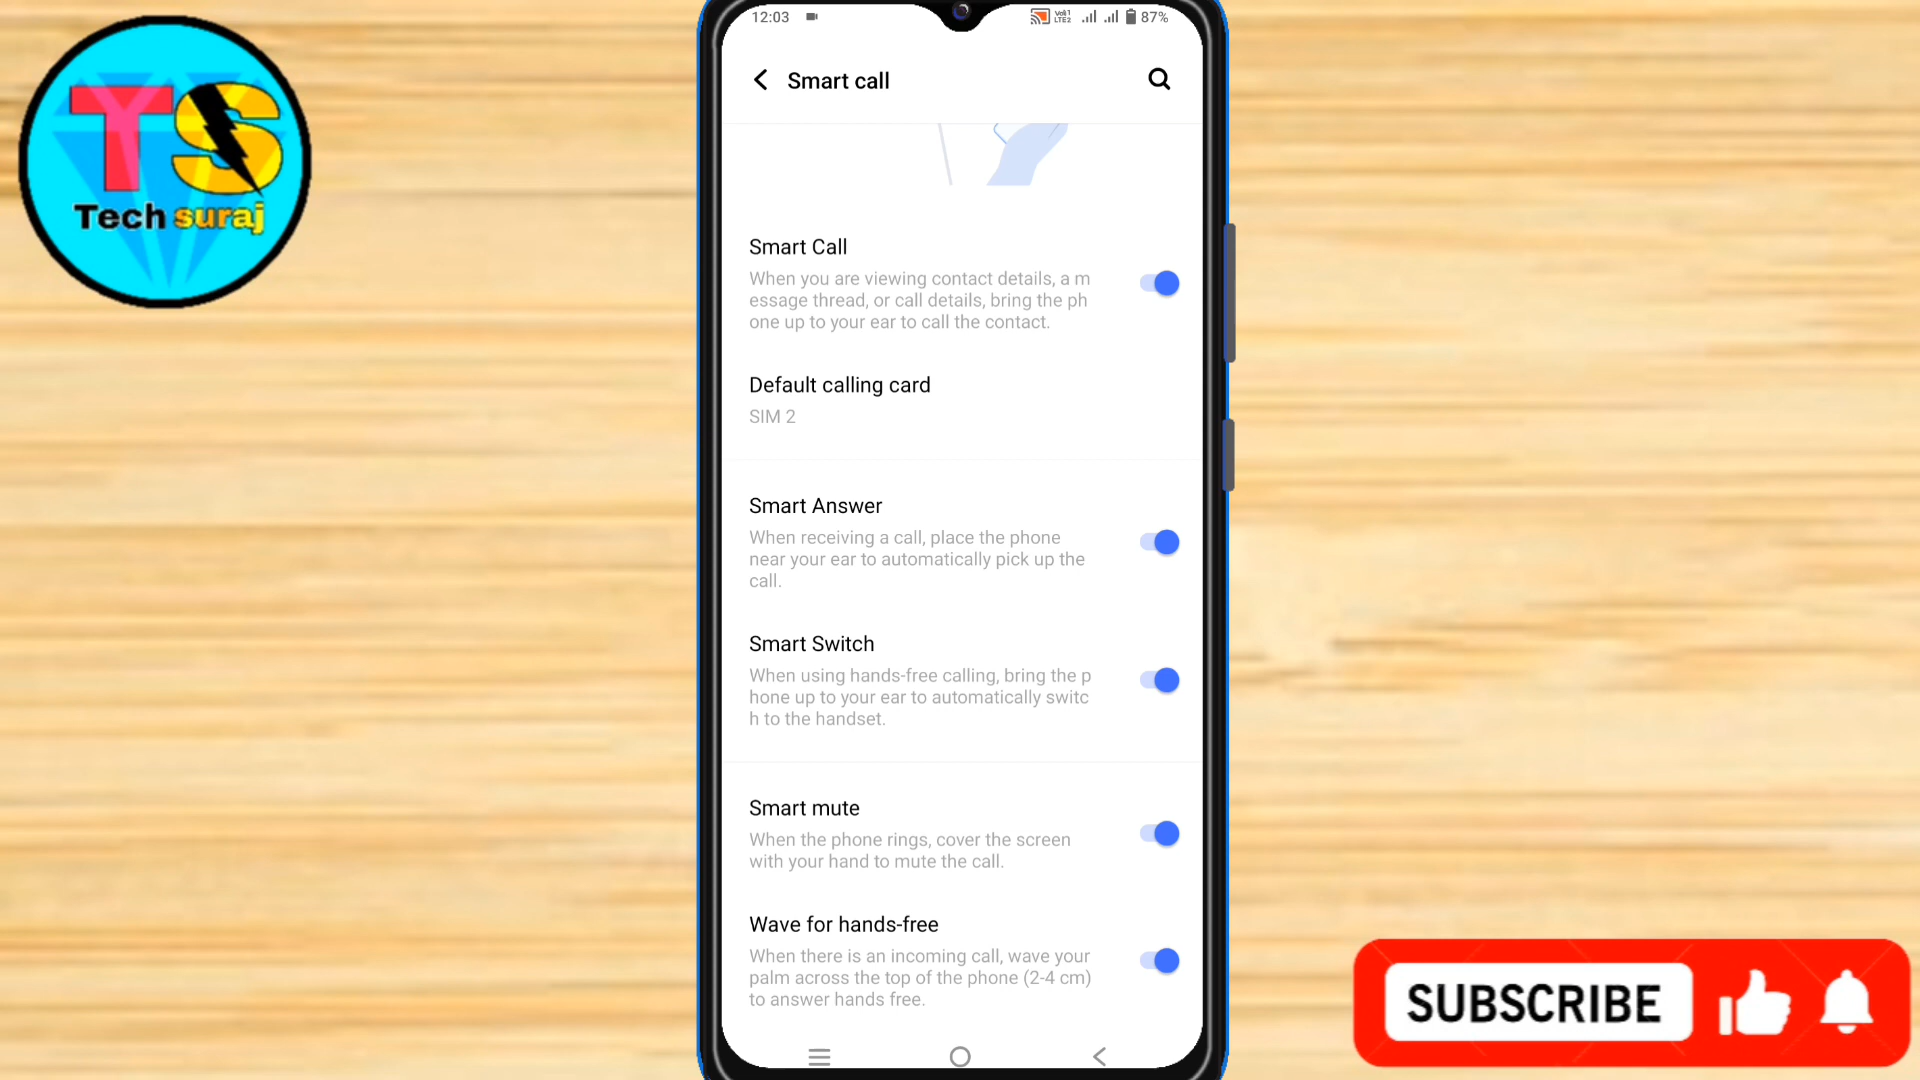 TS
Tech suraj
12:03
VoLTE1
LTE2
87%
Smart call
Smart Call
When you are viewing contact details, a m
essage thread, or call details, bring the ph
one up to your ear to call the contact.
Default calling card
SIM 2
Smart Answer
When receiving a call, place the phone
near your ear to automatically pick up the
call.
Smart Switch
When using hands-free calling, bring the p
hone up to your ear to automatically switc
h to the handset.
Smart mute
When the phone rings, cover the screen
with your hand to mute the call.
Wave for hands-free
When there is an incoming call, wave your
palm across the top of the phone (2-4 cm)
to answer hands free.
SUBSCRIBE